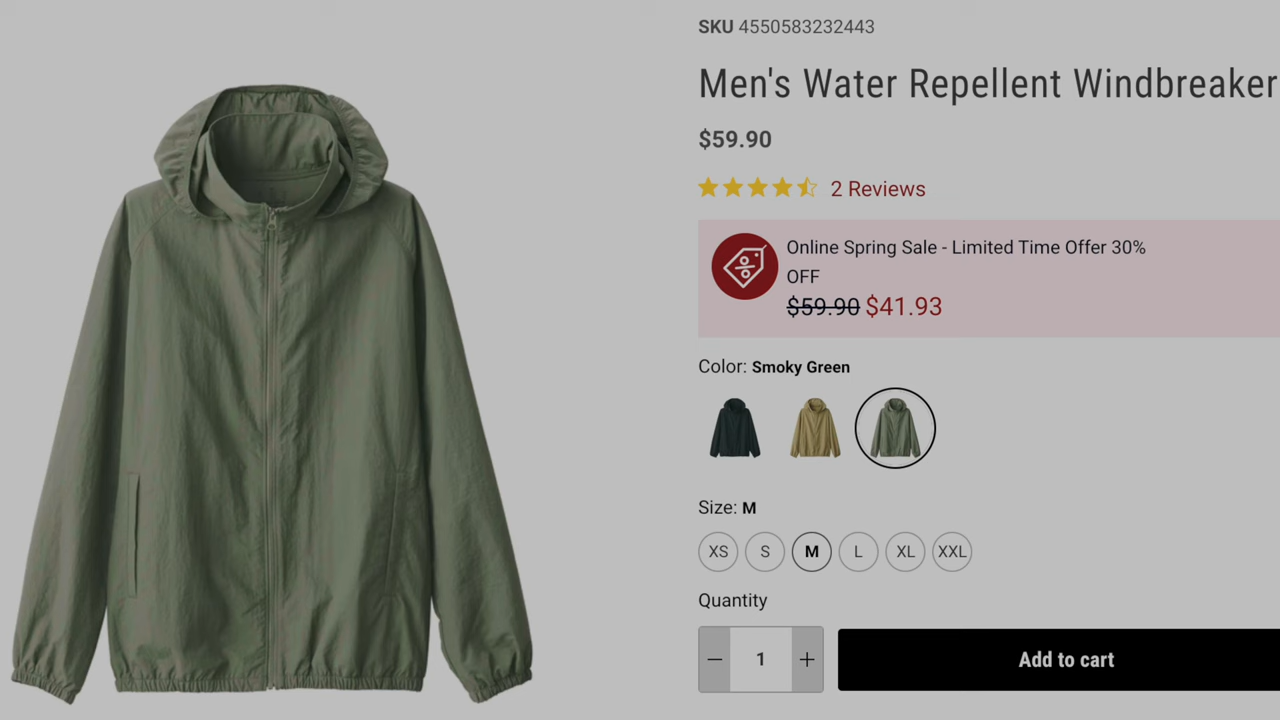 SKU 4550583232443
Men's Water Repellent Windbreaker
$59.90
2 Reviews
Online Spring Sale - Limited Time Offer 30%
OFF
$59.90 $41.93
Color: Smoky Green
Size: M
XS S M L XL XXL
Quantity
− 1 + Add to cart